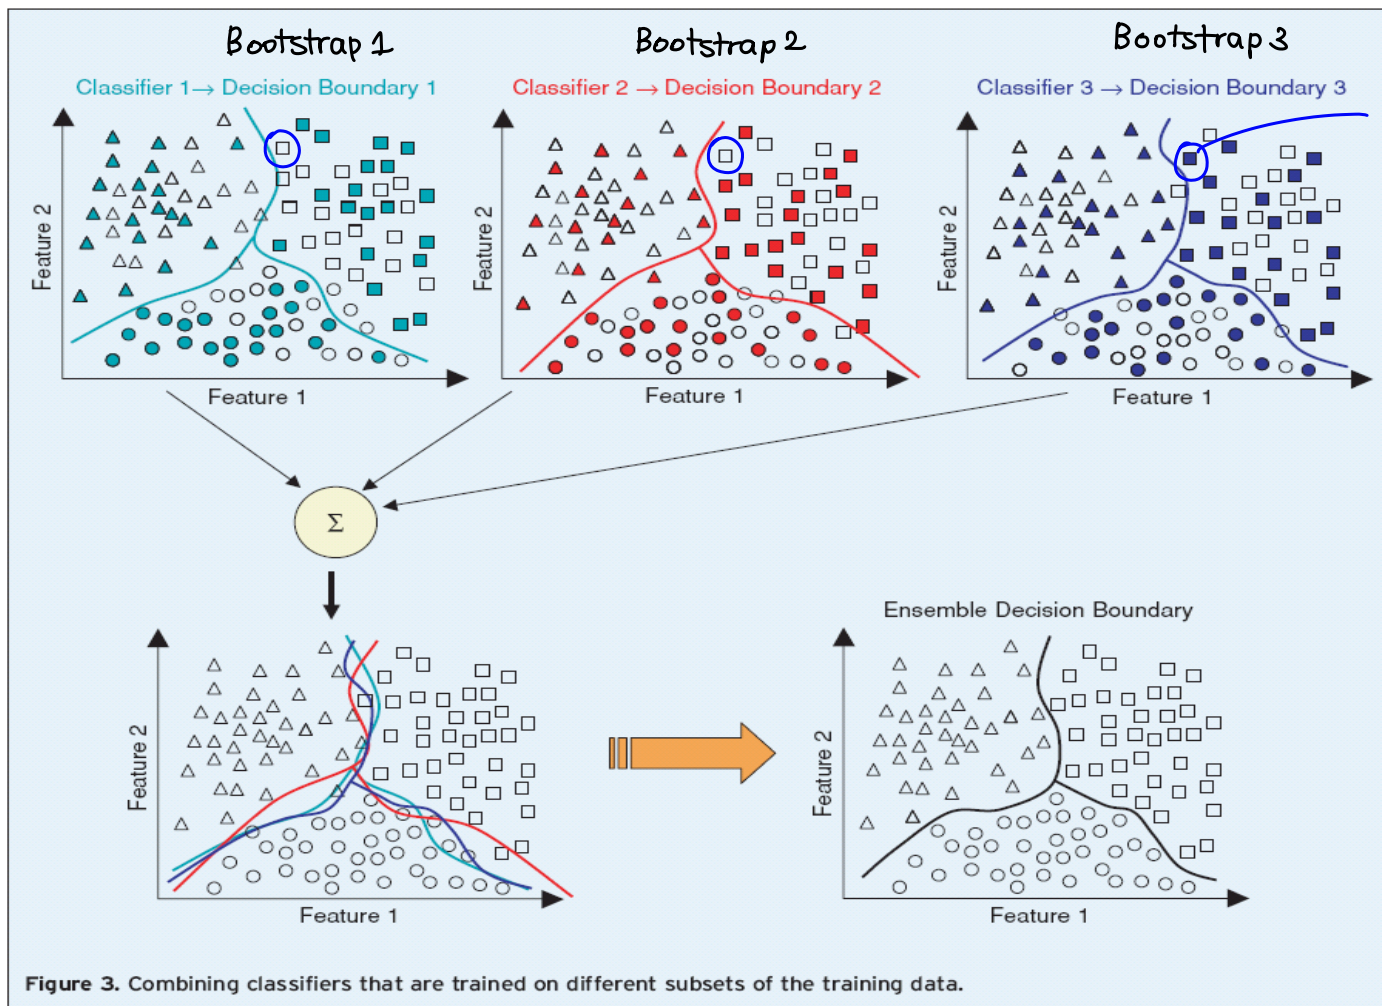 Bootstrap 1
Bootstrap 2
Bootstrap 3
Classifier 1→ Decision Boundary 1
Classifier 2 → Decision Boundary 2
Classifier 3 → Decision Boundary 3
Feature 2
Feature 2
Feature 2
Feature 1
Feature 1
Feature 1
Σ
Ensemble Decision Boundary
Feature 2
Feature 2
Feature 1
Feature 1
Figure 3. Combining classifiers that are trained on different subsets of the training data.